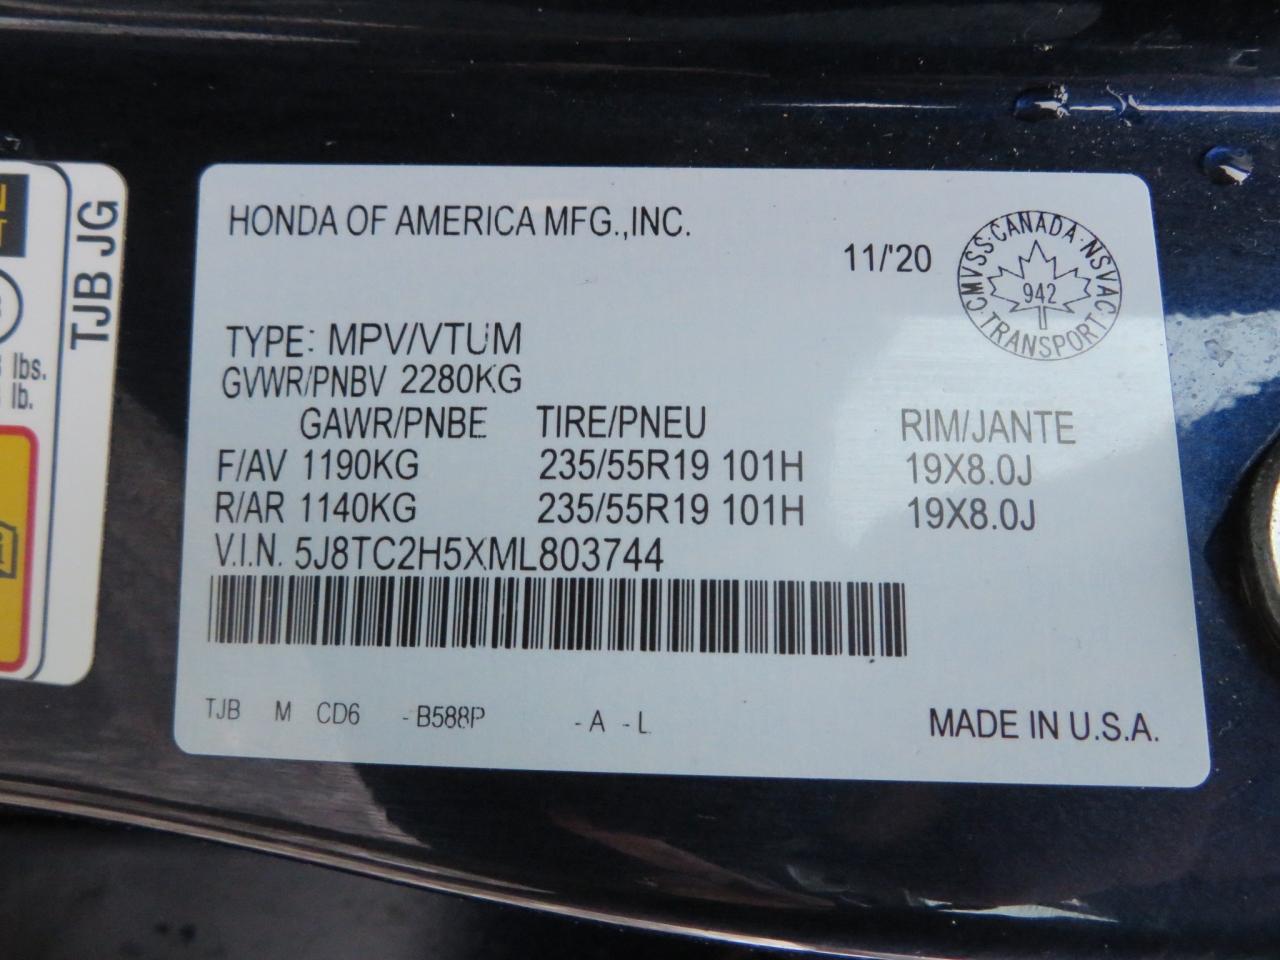 HONDA OF AMERICA MFG.,INC.
11/'20
CMVSS·CANADA·NSVAC
942
·TRANSPORT·
TYPE: MPV/VTUM
GVWR/PNBV 2280KG
GAWR/PNBE TIRE/PNEU RIM/JANTE
F/AV 1190KG 235/55R19 101H 19X8.0J
R/AR 1140KG 235/55R19 101H 19X8.0J
V.I.N. 5J8TC2H5XML803744
TJB M CD6 -B588P -A -L
MADE IN U.S.A.
TJB JG
lbs.
lb.